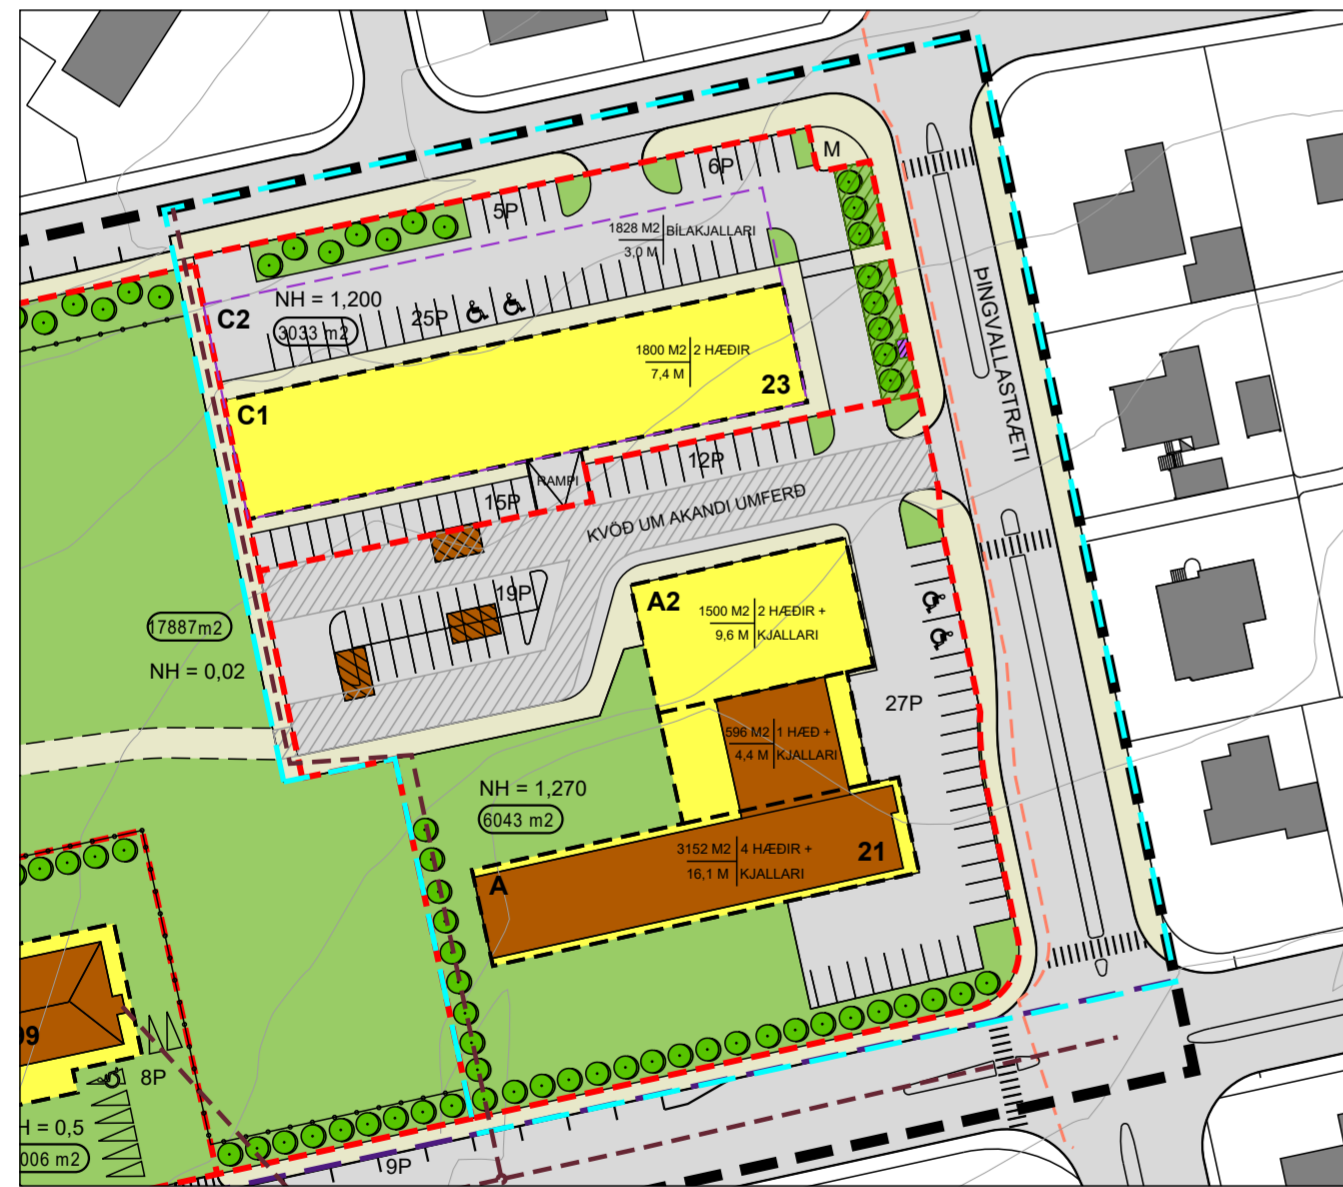 M
6P
5P
1828 M2 BÍLAKJALLARI
3,0 M
NH = 1,200
C2
3033 m2
25P
1800 M2 2 HÆÐIR
7,4 M
23
C1
ÞINGVALLASTRÆTI
12P
RAMPI
15P
KVÖÐ UM AKANDI UMFERÐ
19P
A2
1500 M2 2 HÆÐIR +
9,6 M KJALLARI
17887m2
NH = 0,02
27P
596 M2 1 HÆÐ +
4,4 M KJALLARI
NH = 1,270
6043 m2
3152 M2 4 HÆÐIR +
16,1 M KJALLARI
21
A
99
8P
H = 0,5
006 m2
9P